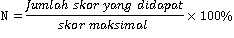 N = Jumlah skor yang didapat / skor maksimal × 100%